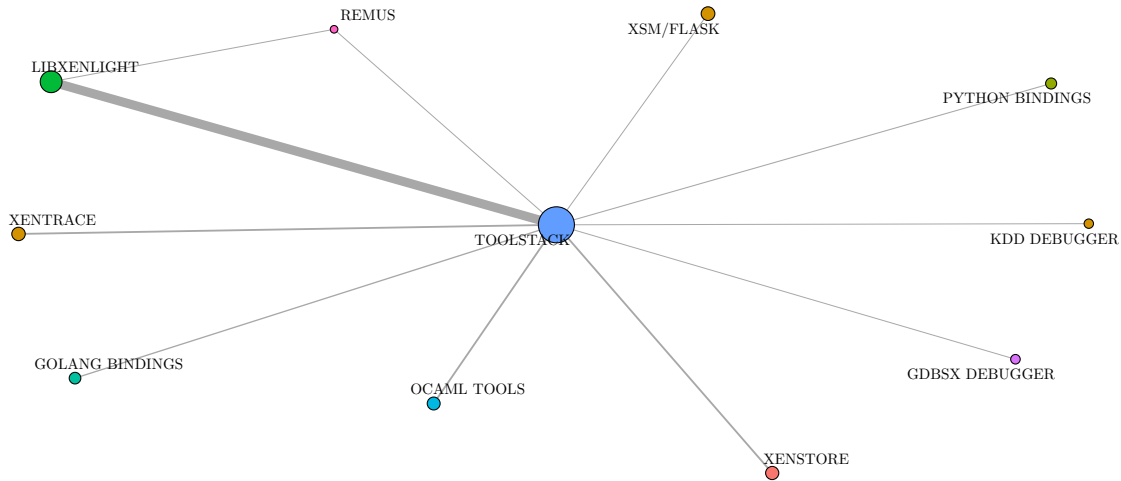 REMUS
XSM/FLASK
LIBXENLIGHT
PYTHON BINDINGS
XENTRACE
TOOLSTACK
KDD DEBUGGER
GOLANG BINDINGS
GDBSX DEBUGGER
OCAML TOOLS
XENSTORE